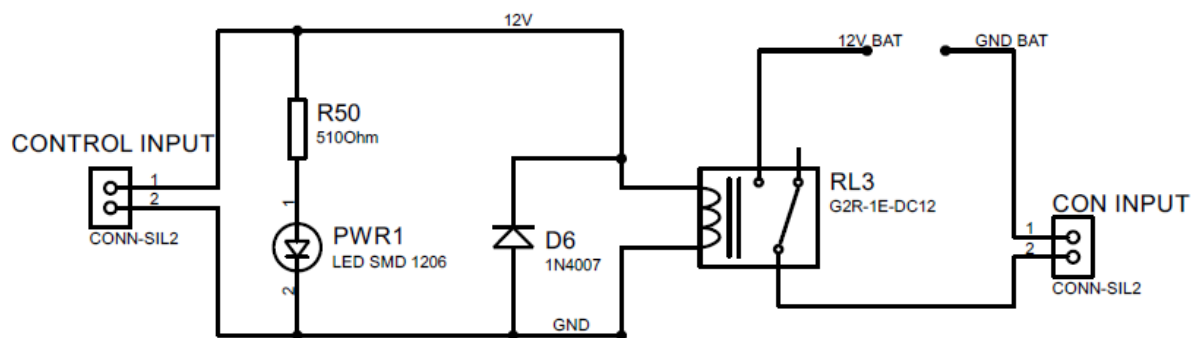 12V
12V BAT
GND BAT
R50
510Ohm
CONTROL INPUT
1
2
CONN-SIL2
1
PWR1
LED SMD 1206
2
D6
1N4007
GND
RL3
G2R-1E-DC12
CON INPUT
1
2
CONN-SIL2